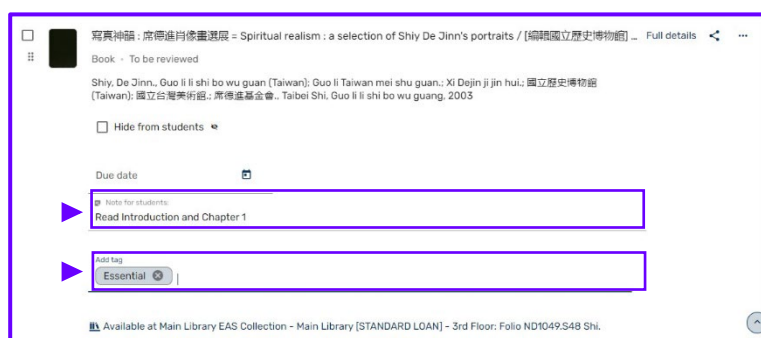 寫真神韻 : 席德進肖像畫選展 = Spiritual realism : a selection of Shiy De Jinn's portraits / [編輯國立歷史博物館] ... Full details
Book - To be reviewed
Shiy, De Jinn., Guo li li shi bo wu guan (Taiwan); Guo li Taiwan mei shu guan.; Xi Dejin ji jin hui.; 國立歷史博物館
(Taiwan); 國立台灣美術館.; 席德進基金會., Taibei Shi, Guo li li shi bo wu guang, 2003
Hide from students
Due date
Note for students:
Read Introduction and Chapter 1
Add tag
Essential
Available at Main Library EAS Collection - Main Library [STANDARD LOAN] - 3rd Floor: Folio ND1049.S48 Shi.